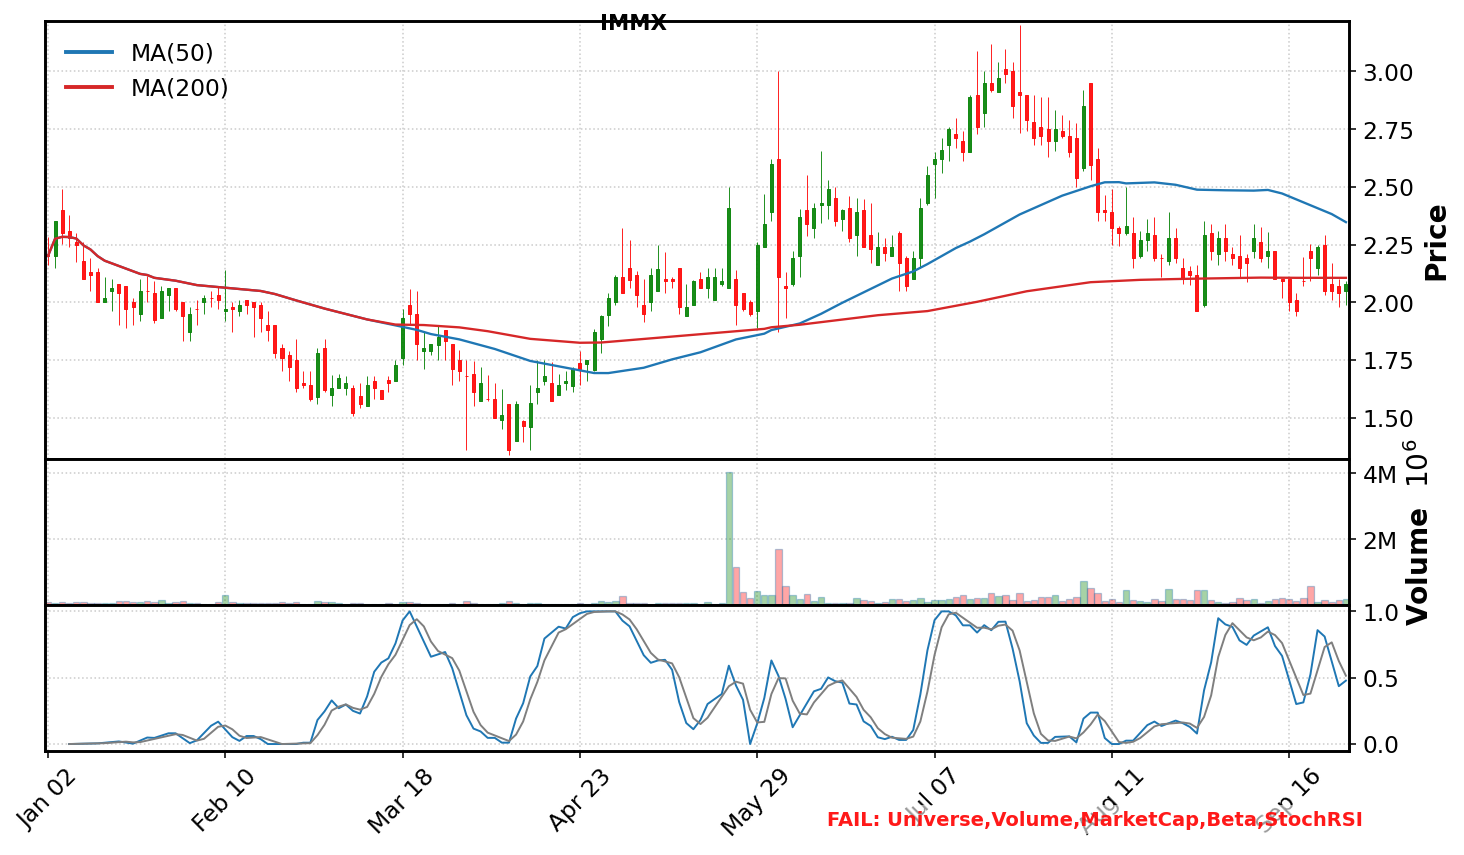 IMMX
MA(50)
MA(200)
3.00
2.75
2.50
2.25
2.00
1.75
1.50
Price
4M
2M
Volume 10^6
1.0
0.5
0.0
Jan 02
Feb 10
Mar 18
Apr 23
May 29
Jul 07
Aug 11
Sep 16
FAIL: Universe,Volume,MarketCap,Beta,StochRSI